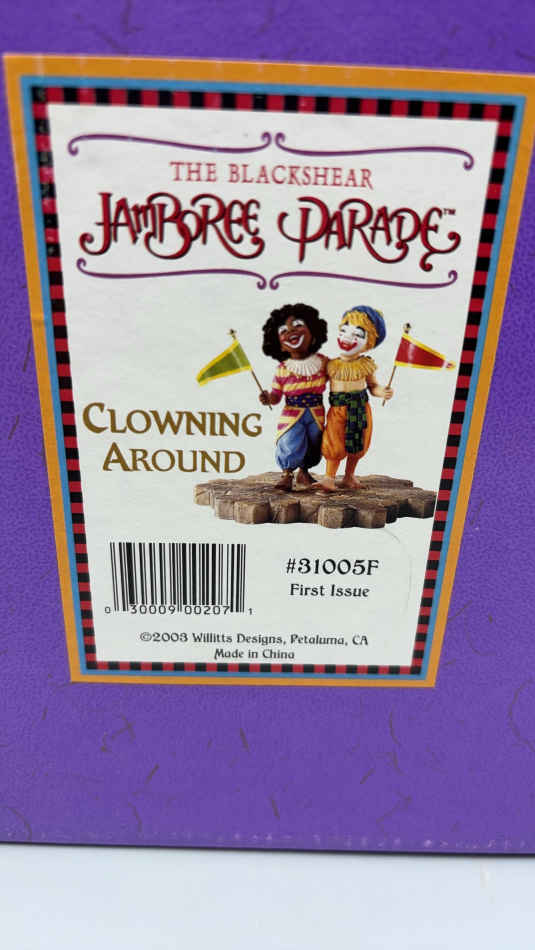 THE BLACKSHEAR
JAMBOREE PARADE™
CLOWNING
AROUND
#31005F
First Issue
0 30009 00207 1
©2003 Willitts Designs, Petaluma, CA
Made in China